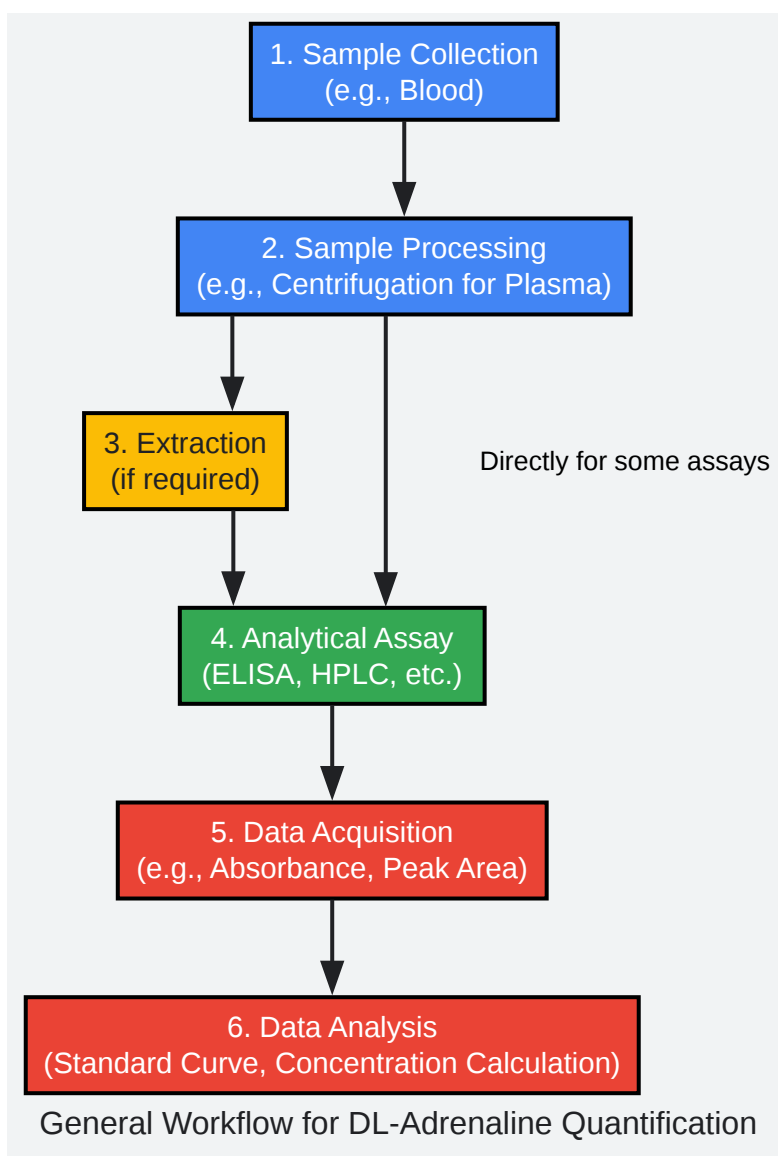 1. Sample Collection
(e.g., Blood)
2. Sample Processing
(e.g., Centrifugation for Plasma)
3. Extraction
(if required)
Directly for some assays
4. Analytical Assay
(ELISA, HPLC, etc.)
5. Data Acquisition
(e.g., Absorbance, Peak Area)
6. Data Analysis
(Standard Curve, Concentration Calculation)
General Workflow for DL-Adrenaline Quantification